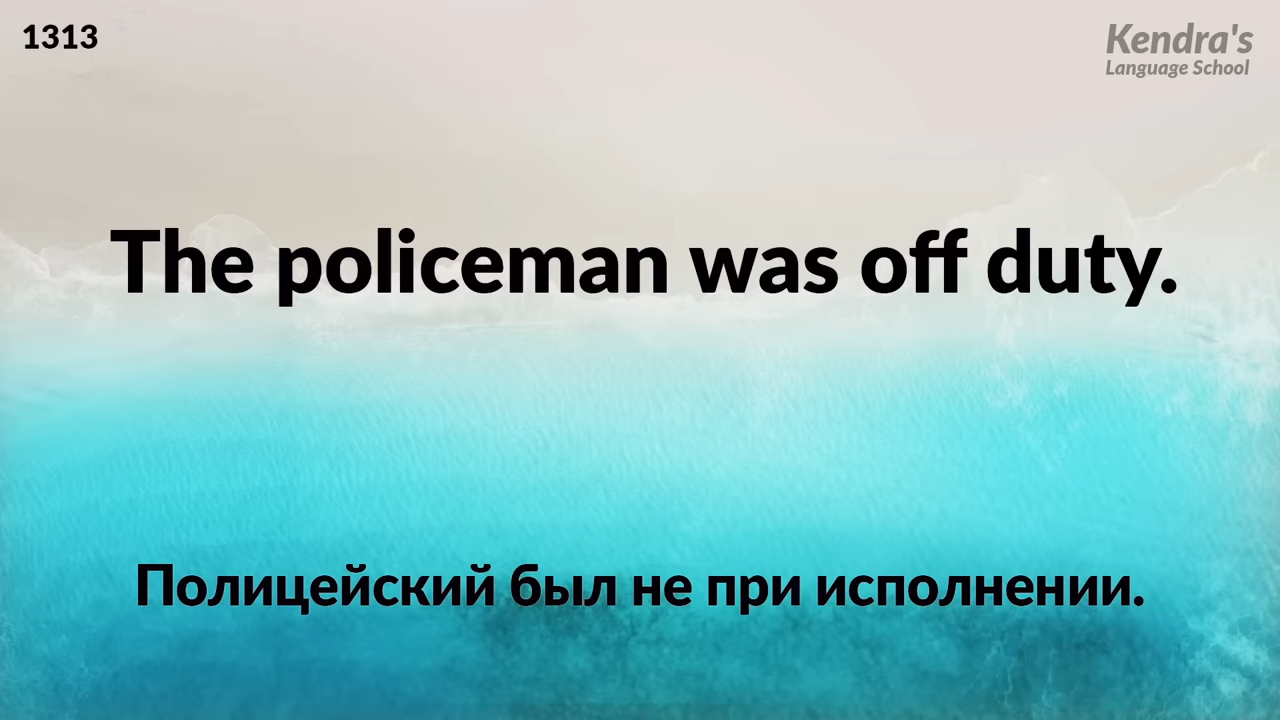 1313
Kendra's
Language School
The policeman was off duty.
Полицейский был не при исполнении.